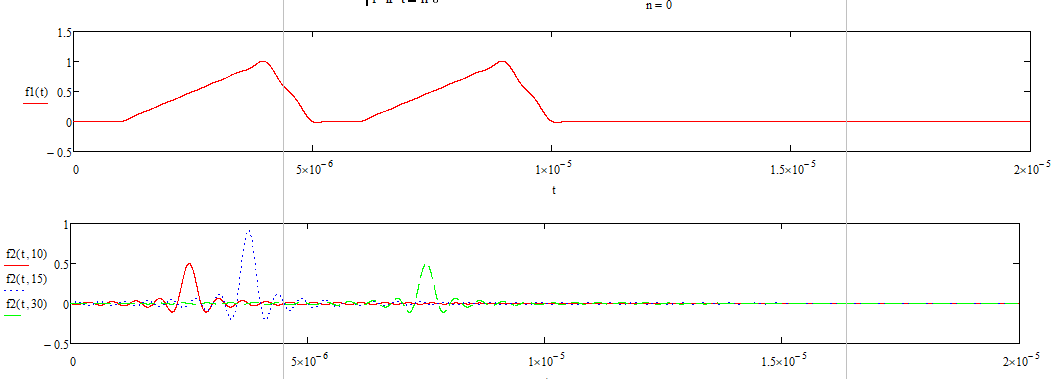 n = 0
1.5
1
f1(t) 0.5
0
− 0.5
0 5×10⁻⁶ 1×10⁻⁵ 1.5×10⁻⁵ 2×10⁻⁵
t
1
f2(t, 10)
0.5
f2(t, 15)
f2(t, 30) 0
− 0.5
0 5×10⁻⁶ 1×10⁻⁵ 1.5×10⁻⁵ 2×10⁻⁵